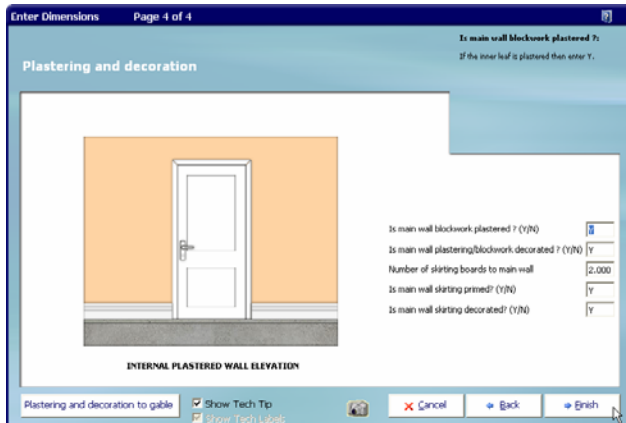 Enter Dimensions Page 4 of 4
Is main wall blockwork plastered ?:
If the inner leaf is plastered then enter Y.
Plastering and decoration
Is main wall blockwork plastered ? (Y/N) Y
Is main wall plastering/blockwork decorated ? (Y/N) Y
Number of skirting boards to main wall 2.000
Is main wall skirting primed? (Y/N) Y
Is main wall skirting decorated? (Y/N) Y
INTERNAL PLASTERED WALL ELEVATION
Plastering and decoration to gable
Show Tech Tip
Show Tech Labels
Cancel
Back
Finish